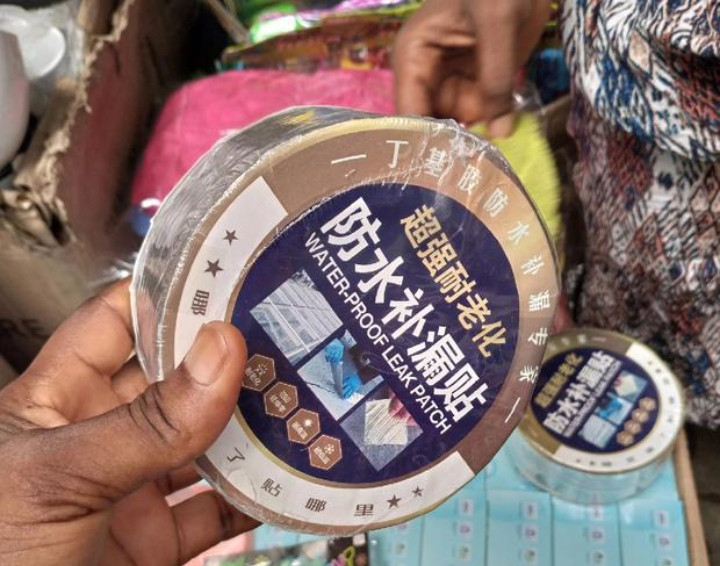 一 丁基胶防水补漏专家 一
超强耐老化
防水补漏贴
WATER-PROOF LEAK PATCH
★★ 哪
了贴哪里 ★★
超强耐老化
防水补漏贴